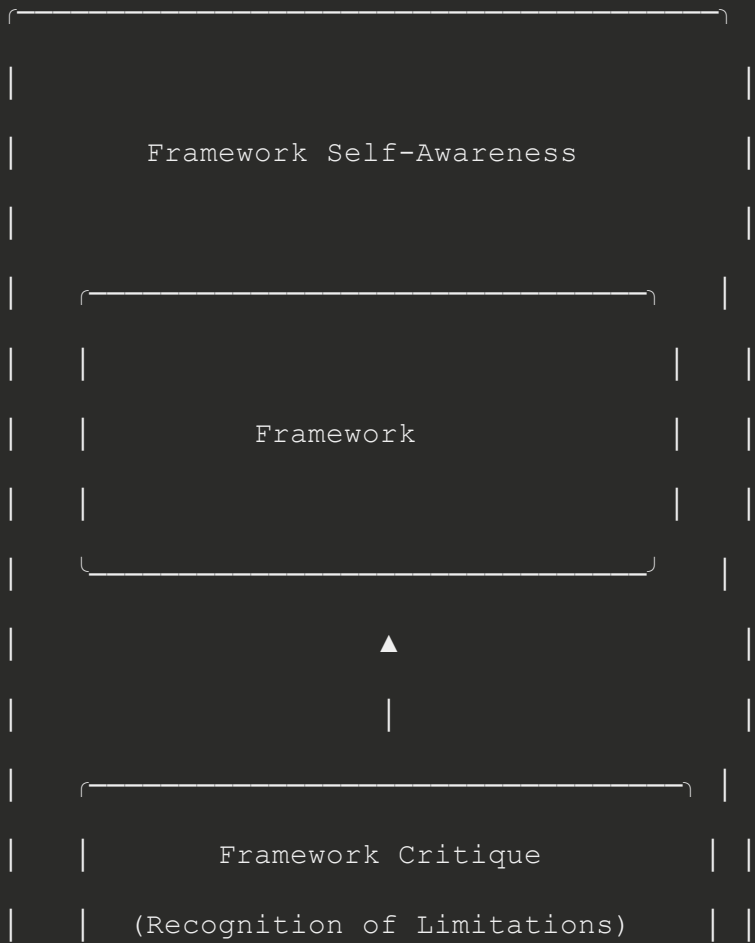 Framework Self-Awareness
Framework
Framework Critique
(Recognition of Limitations)